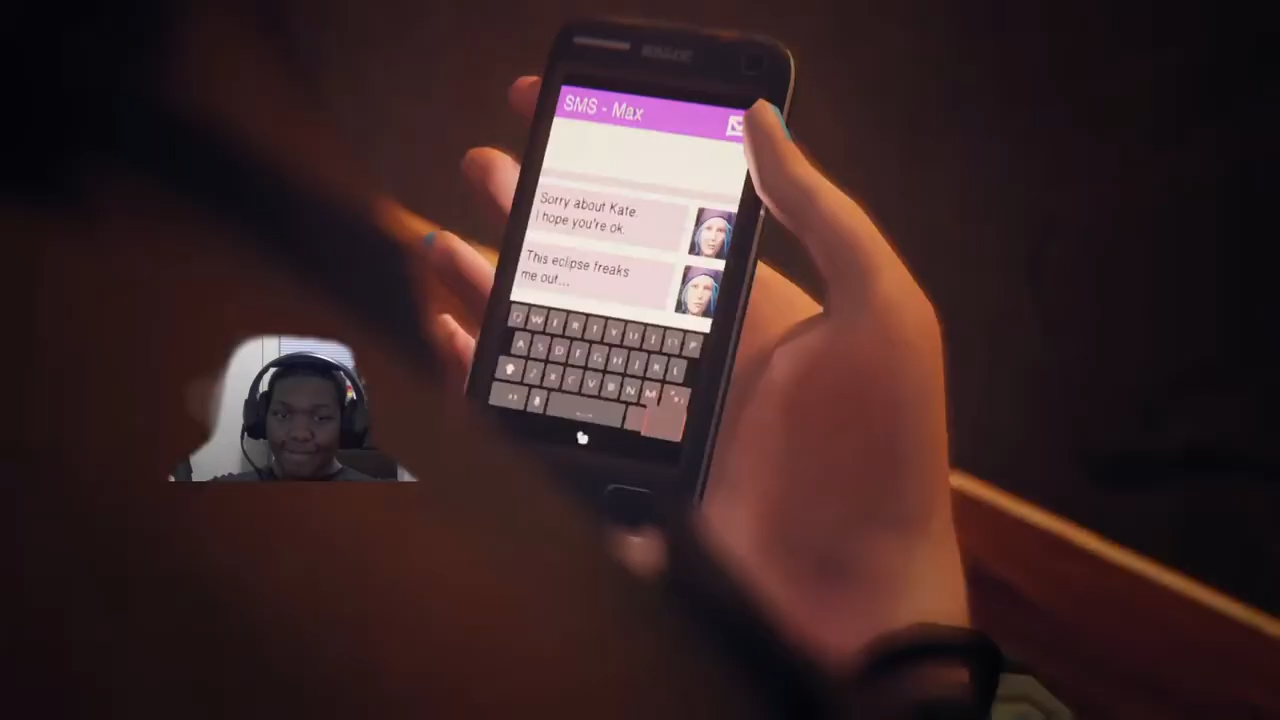 SMS - Max
Sorry about Kate.
I hope you're ok.
This eclipse freaks
me out...